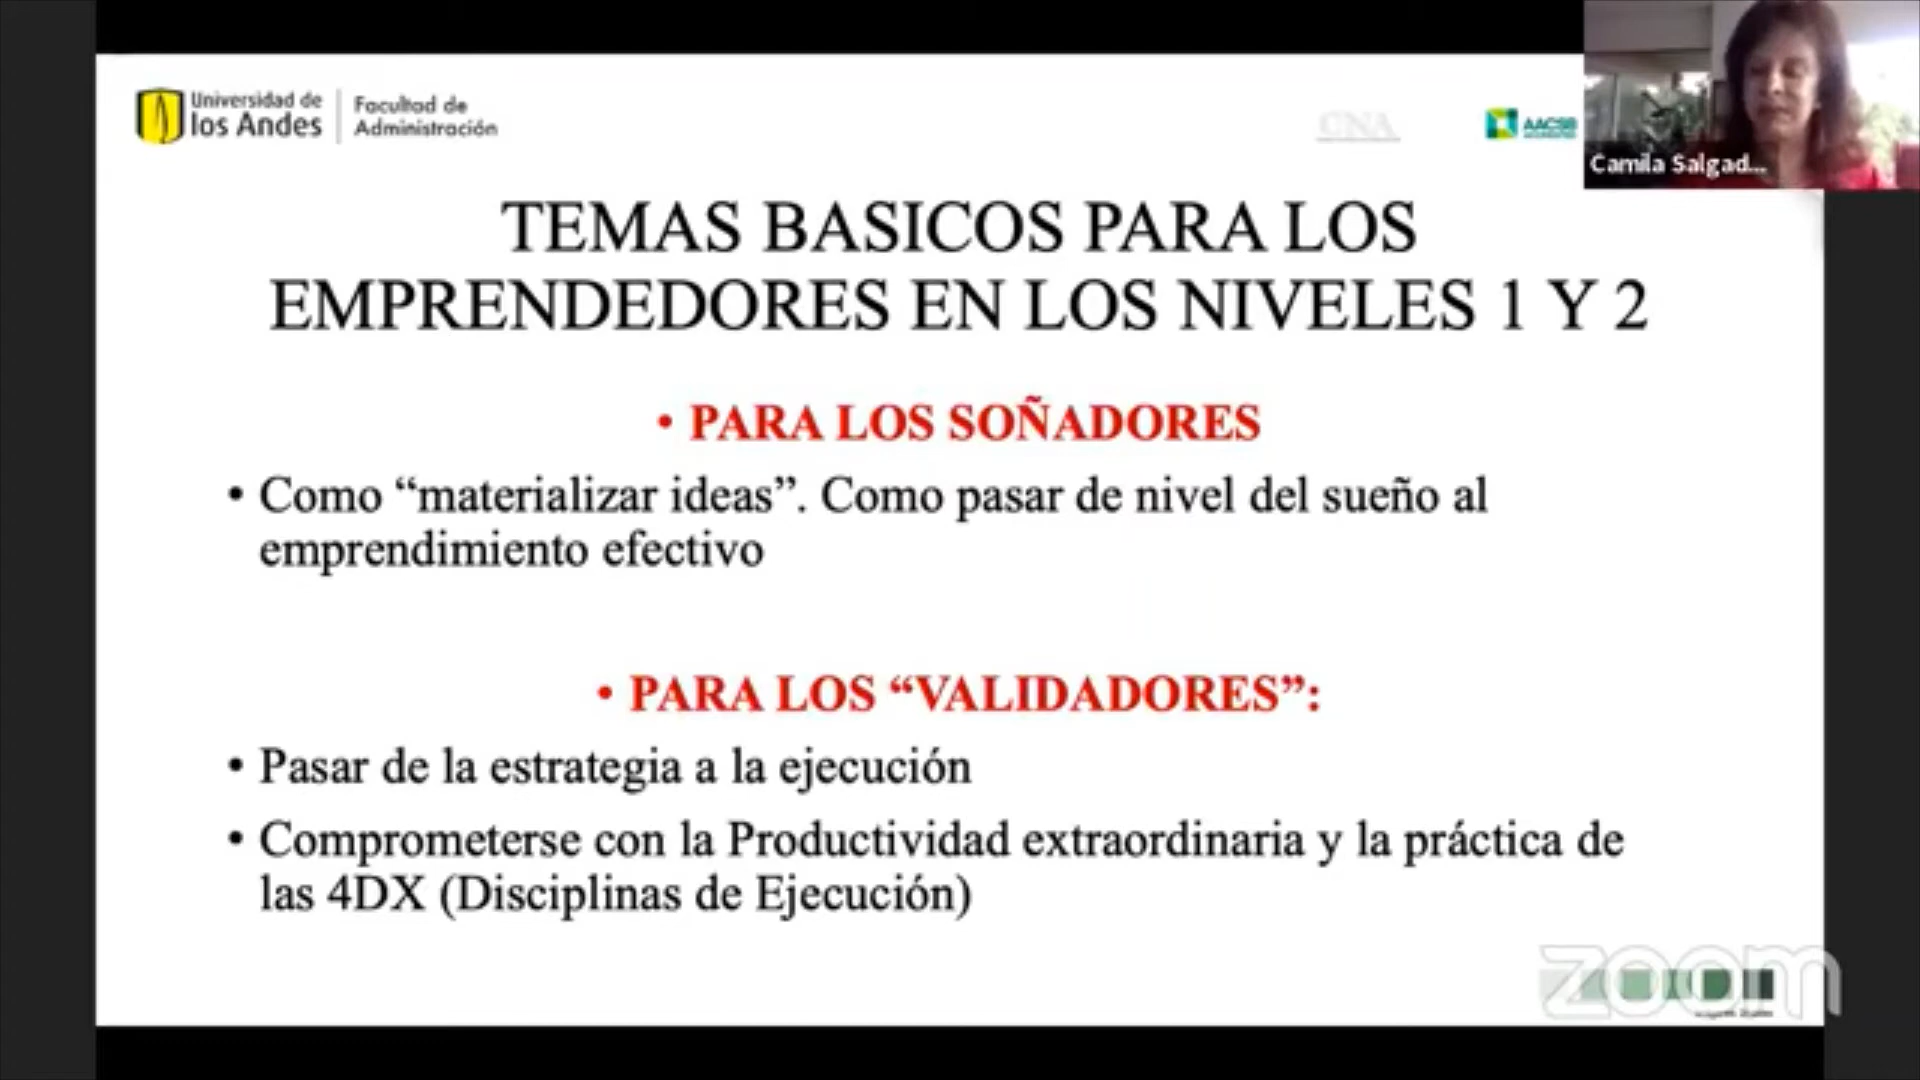 Universidad de
los Andes
Facultad de
Administración
CNA
AACSB
ACCREDITED
Camila Salgad...
TEMAS BASICOS PARA LOS
EMPRENDEDORES EN LOS NIVELES 1 Y 2
• PARA LOS SOÑADORES
• Como “materializar ideas”. Como pasar de nivel del sueño al
emprendimiento efectivo
• PARA LOS “VALIDADORES”:
• Pasar de la estrategia a la ejecución
• Comprometerse con la Productividad extraordinaria y la práctica de
las 4DX (Disciplinas de Ejecución)
zoom